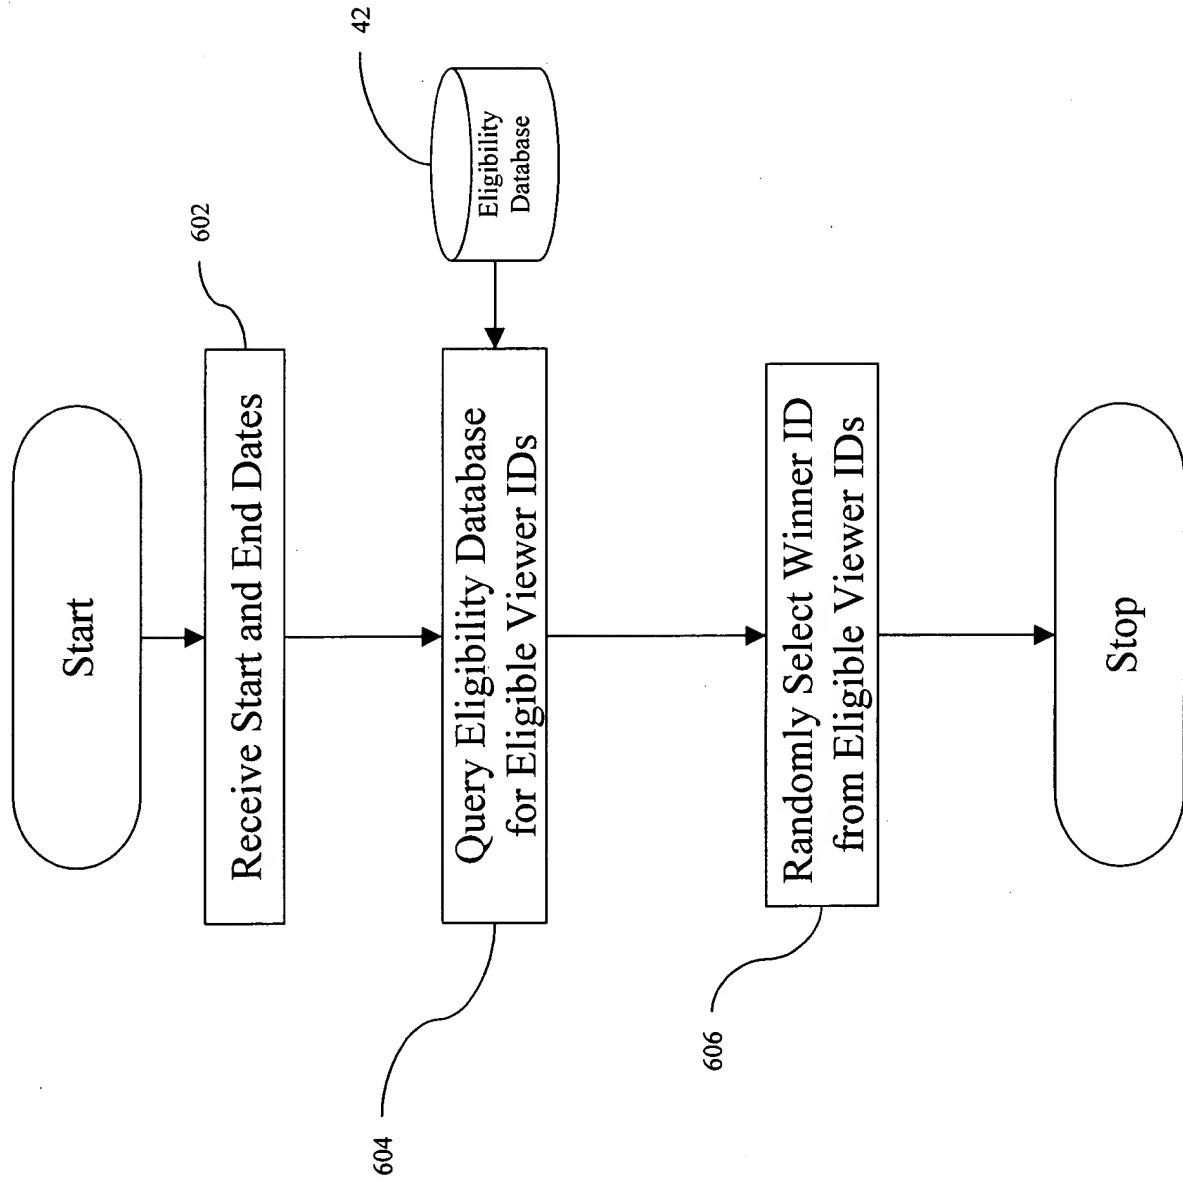 Start
602
Receive Start and End Dates
42
Eligibility
Database
Query Eligibility Database
for Eligible Viewer IDs
604
Randomly Select Winner ID
from Eligible Viewer IDs
606
Stop